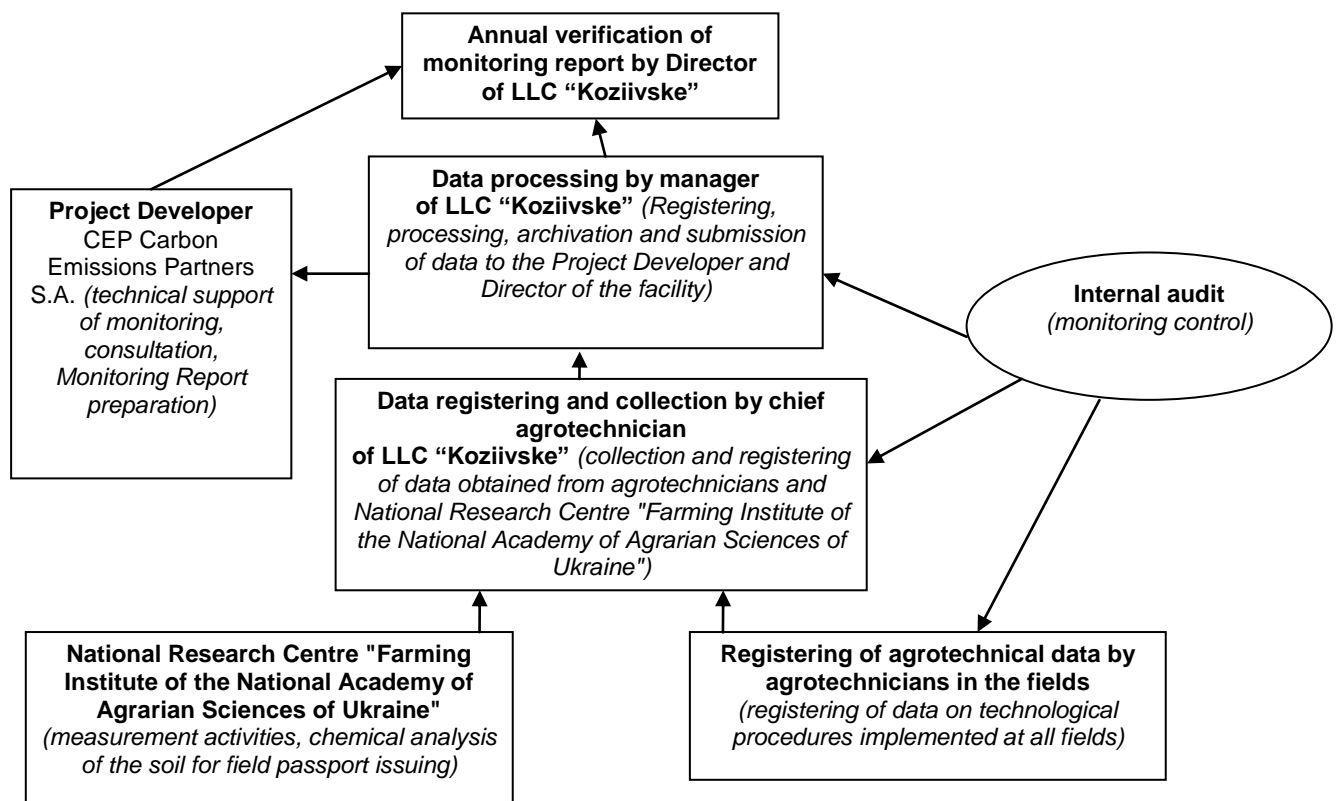 Annual verification of
monitoring report by Director
of LLC “Koziivske”
Data processing by manager
of LLC “Koziivske” (Registering,
processing, archivation and submission
of data to the Project Developer and
Director of the facility)
Project Developer
CEP Carbon
Emissions Partners
S.A. (technical support
of monitoring,
consultation,
Monitoring Report
preparation)
Internal audit
(monitoring control)
Data registering and collection by chief
agrotechnician
of LLC “Koziivske” (collection and registering
of data obtained from agrotechnicians and
National Research Centre "Farming Institute of
the National Academy of Agrarian Sciences of
Ukraine")
National Research Centre "Farming
Institute of the National Academy of
Agrarian Sciences of Ukraine"
(measurement activities, chemical analysis
of the soil for field passport issuing)
Registering of agrotechnical data by
agrotechnicians in the fields
(registering of data on technological
procedures implemented at all fields)